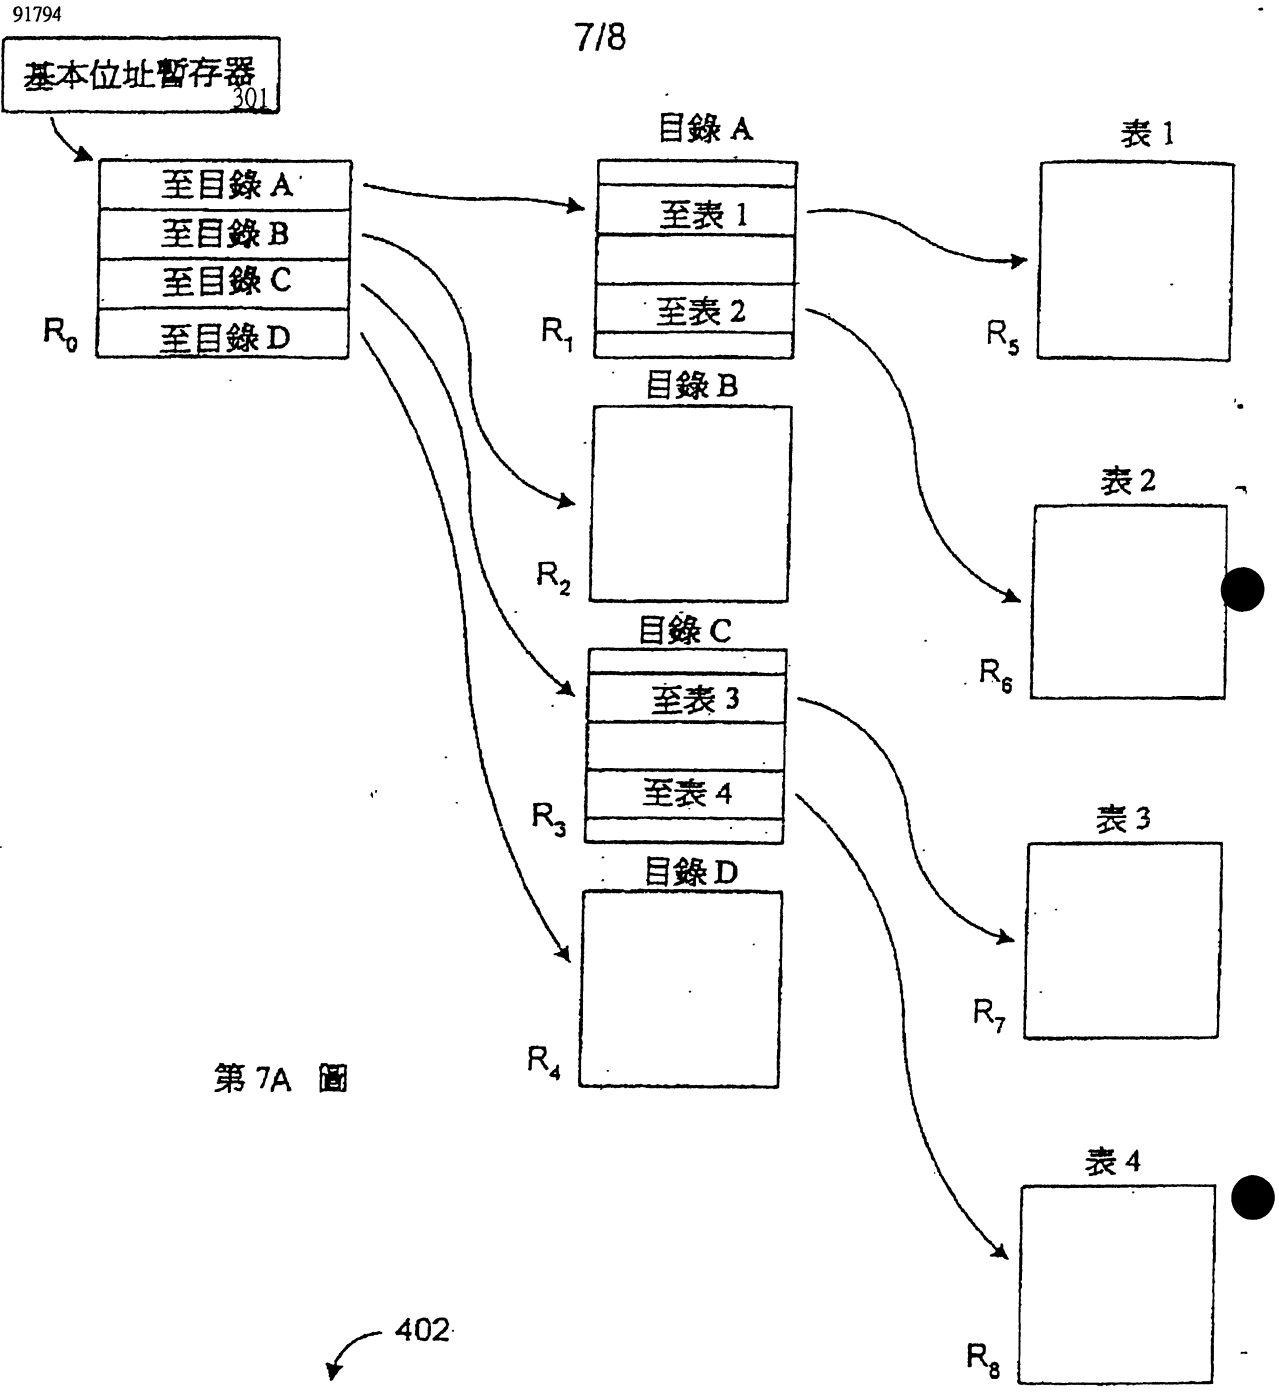 91794
7/8
基本位址暫存器
301
至目錄 A
至目錄 B
至目錄 C
至目錄 D
R₀
目錄 A
至表 1
至表 2
R₁
目錄 B
R₂
目錄 C
至表 3
至表 4
R₃
目錄 D
R₄
表 1
R₅
表 2
R₆
表 3
R₇
表 4
R₈
第 7A 圖
402